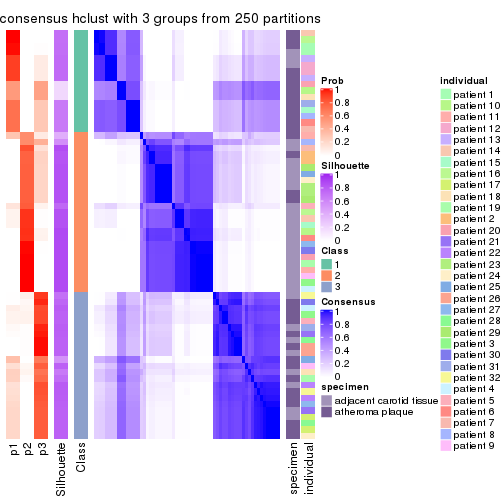 consensus hclust with 3 groups from 250 partitions
p1
p2
p3
Silhouette
Class
specimen
individual
Prob
1
0.8
0.6
0.4
0.2
0
Silhouette
1
0.8
0.6
0.4
0.2
0
Class
1
2
3
Consensus
1
0.8
0.6
0.4
0.2
0
specimen
adjacent carotid tissue
atheroma plaque
individual
patient 1
patient 10
patient 11
patient 12
patient 13
patient 14
patient 15
patient 16
patient 17
patient 18
patient 19
patient 2
patient 20
patient 21
patient 22
patient 23
patient 24
patient 25
patient 26
patient 27
patient 28
patient 29
patient 3
patient 30
patient 31
patient 32
patient 4
patient 5
patient 6
patient 7
patient 8
patient 9